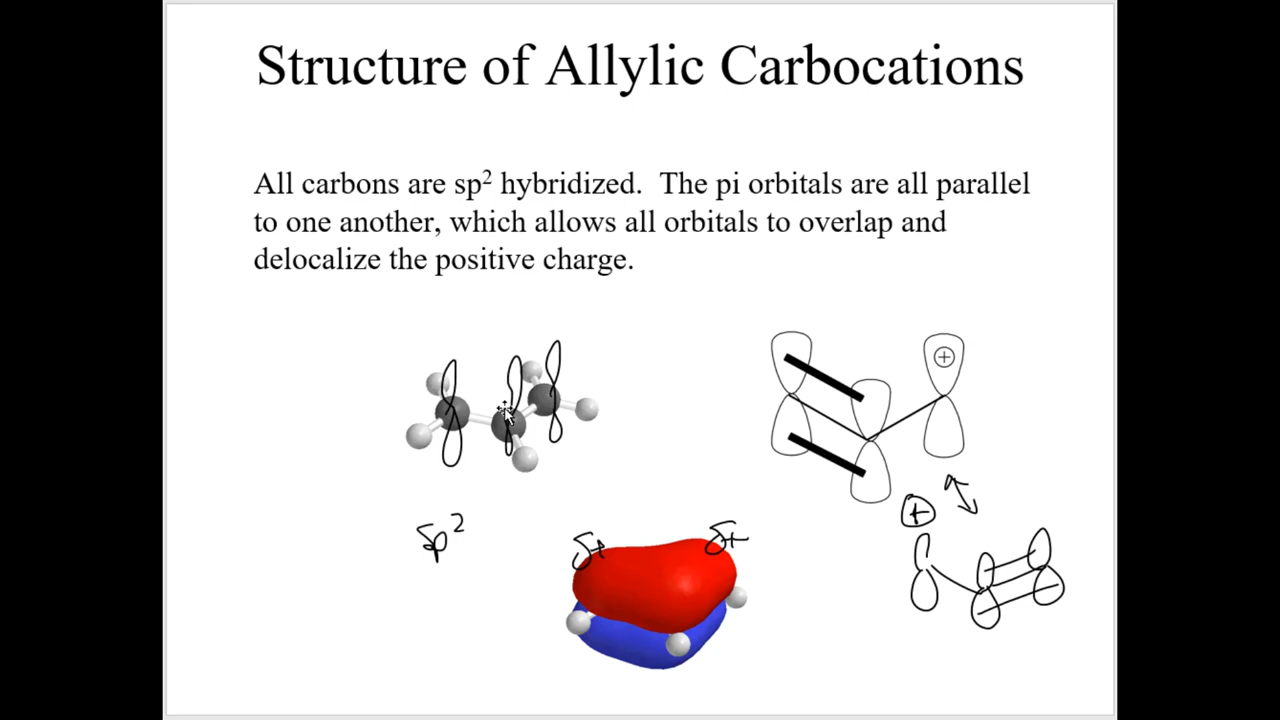 Structure of Allylic Carbocations
All carbons are sp² hybridized. The pi orbitals are all parallel
to one another, which allows all orbitals to overlap and
delocalize the positive charge.
+
sp²
+
δ+
δ+